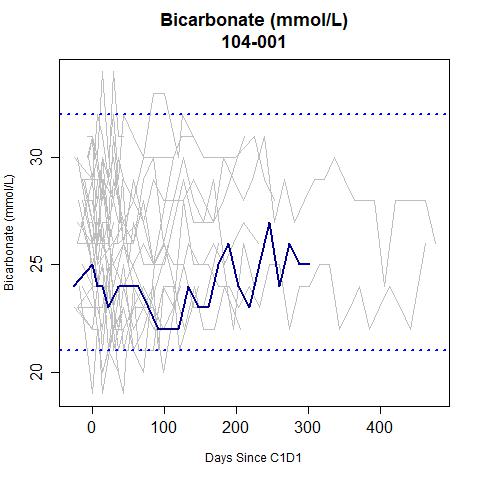 Bicarbonate (mmol/L)
104-001
Bicarbonate (mmol/L)
30
25
20
0 100 200 300 400
Days Since C1D1